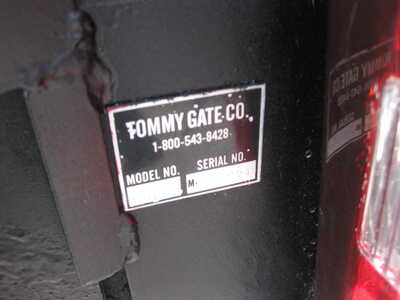 TOMMY GATE CO.
1-800-543-8428
MODEL NO. SERIAL NO.
M-